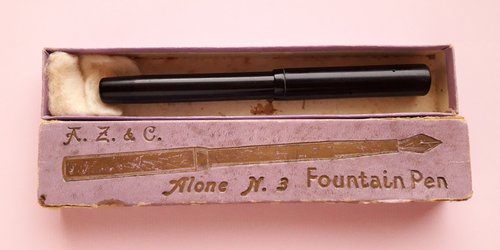 A. Z. & C.
Alone N. 3 Fountain Pen